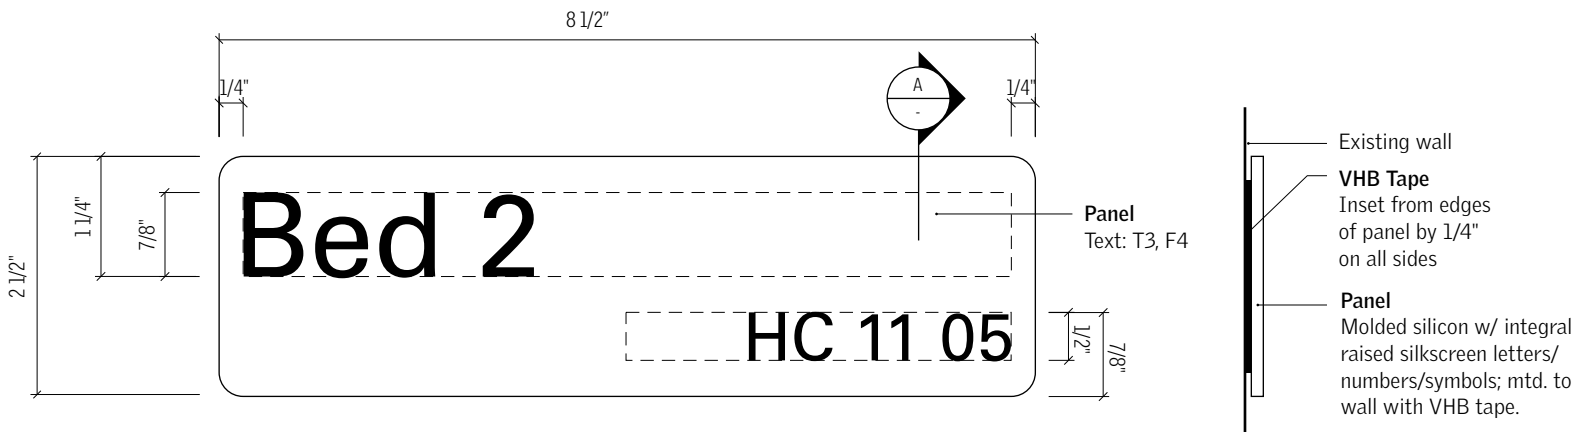 8 1/2"
1/4"
A
-
1/4"
2 1/2"
1 1/4"
7/8"
Bed 2
HC 11 05
1/2"
7/8"
Panel
Text: T3, F4
Existing wall
VHB Tape
Inset from edges
of panel by 1/4"
on all sides
Panel
Molded silicon w/ integral
raised silkscreen letters/
numbers/symbols; mtd. to
wall with VHB tape.